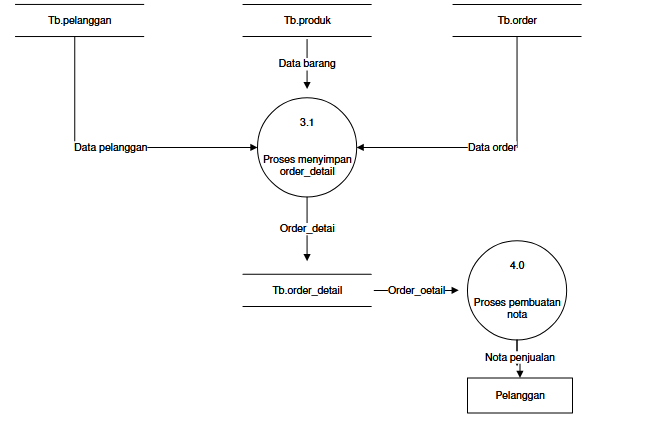 Tb.pelanggan
Tb.produk
Tb.order
Data barang
3.1
Data pelanggan
Data order
Proses menyimpan
order_detail
Order_detai
4.0
Tb.order_detail
Order_oetail
Proses pembuatan
nota
Nota penjualan
Pelanggan